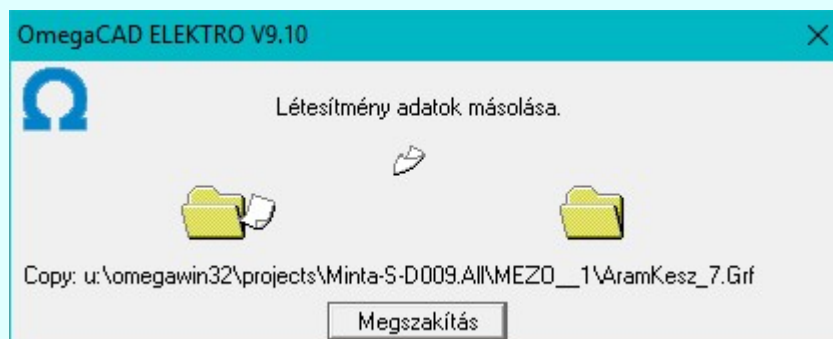 OmegaCAD ELEKTRO V9.10
Létesítmény adatok másolása.
Copy: u:\omegawin32\projects\Minta-S-D009.All\MEZO__1\AramKesz_7.Grf
Megszakítás